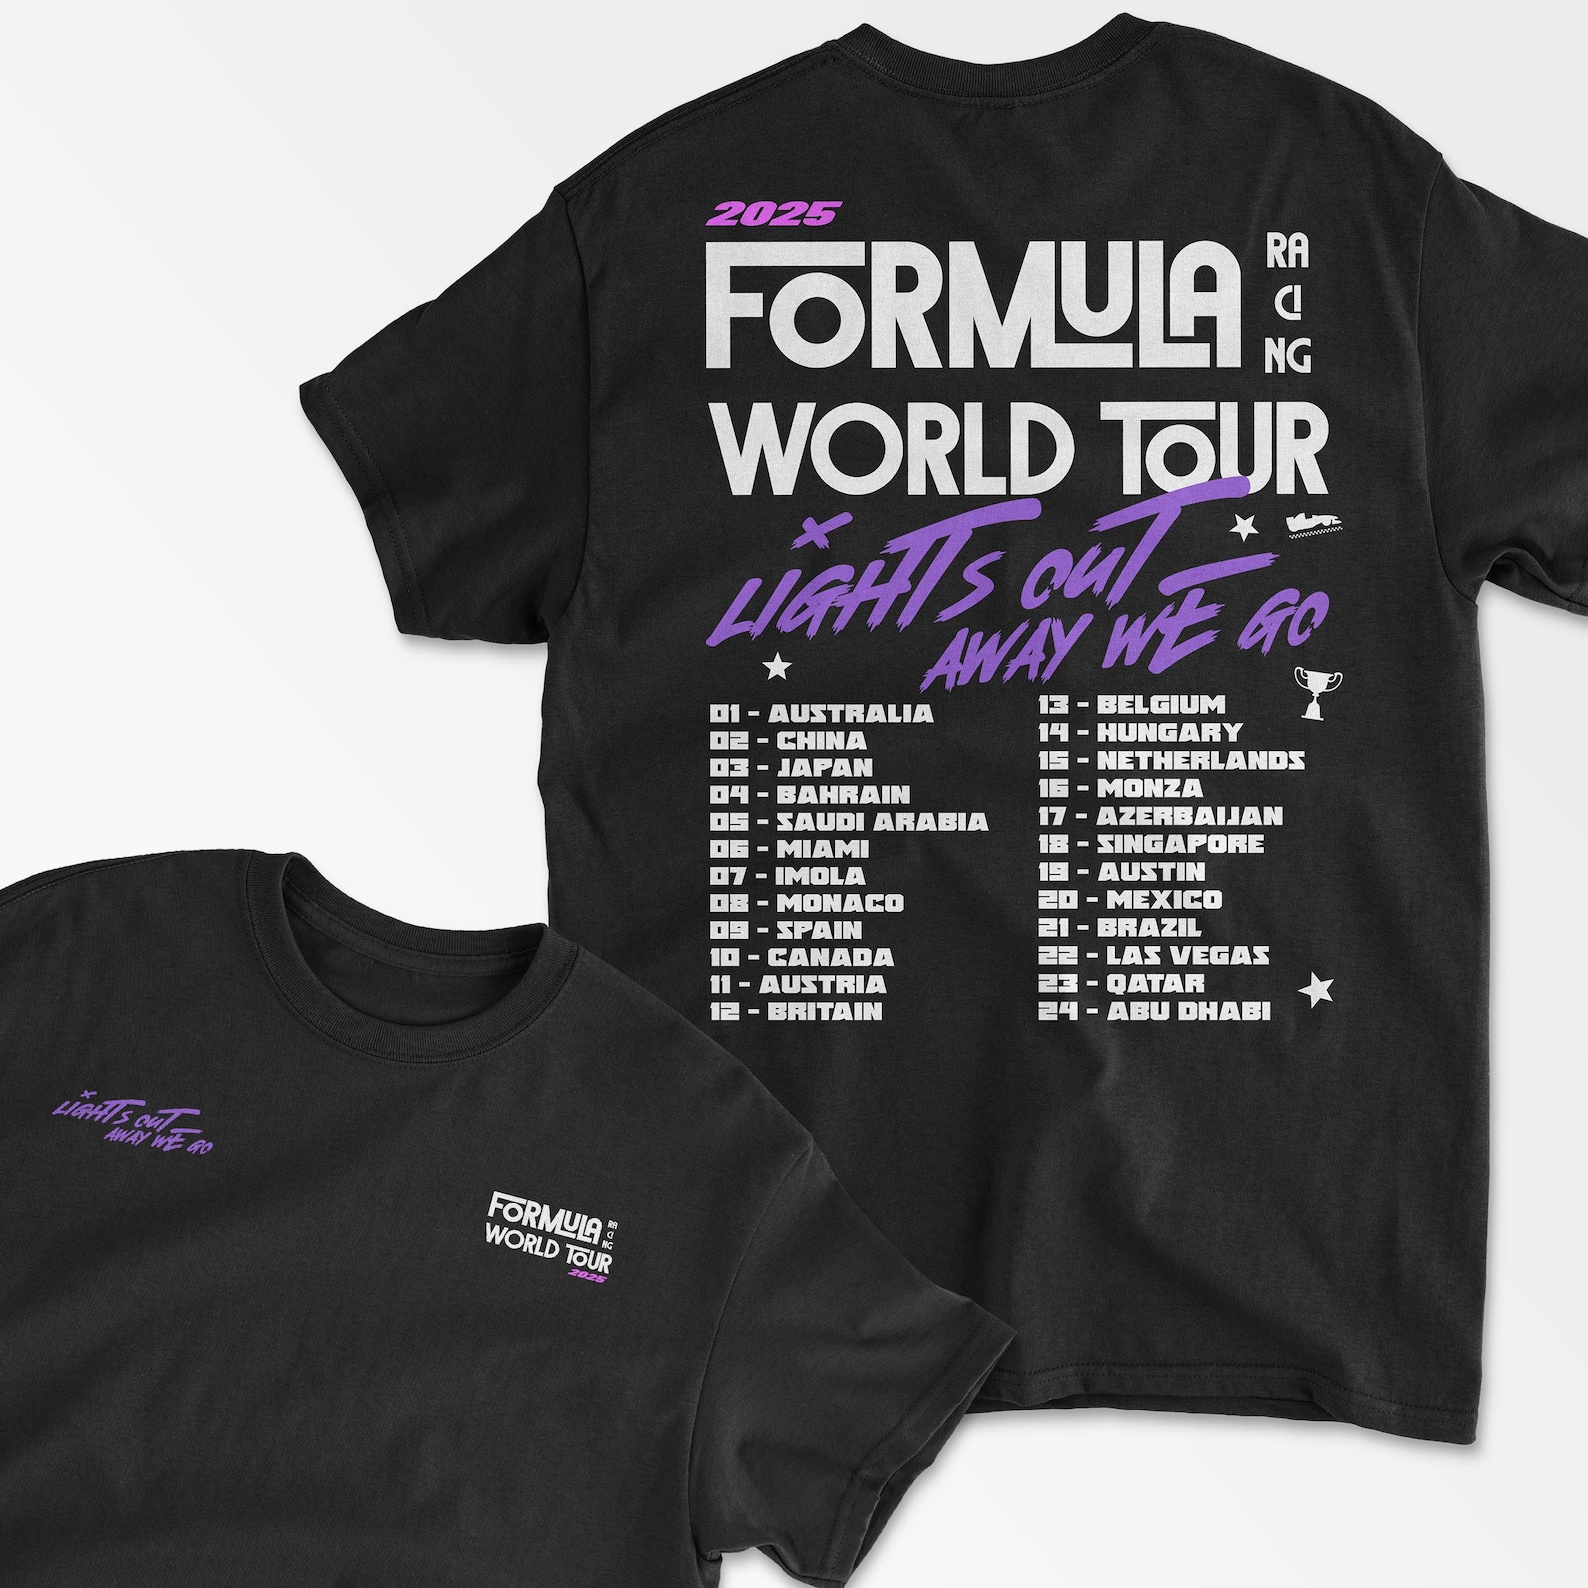 2025
FORMULA
RA
CI
NG
WORLD TOUR
LIGHTS OUT
AWAY WE GO
01 - AUSTRALIA
02 - CHINA
03 - JAPAN
04 - BAHRAIN
05 - SAUDI ARABIA
06 - MIAMI
07 - IMOLA
08 - MONACO
09 - SPAIN
10 - CANADA
11 - AUSTRIA
12 - BRITAIN
13 - BELGIUM
14 - HUNGARY
15 - NETHERLANDS
16 - MONZA
17 - AZERBAIJAN
18 - SINGAPORE
19 - AUSTIN
20 - MEXICO
21 - BRAZIL
22 - LAS VEGAS
23 - QATAR
24 - ABU DHABI
LIGHTS OUT
AWAY WE GO
FORMULA
RA
CI
NG
WORLD TOUR
2025